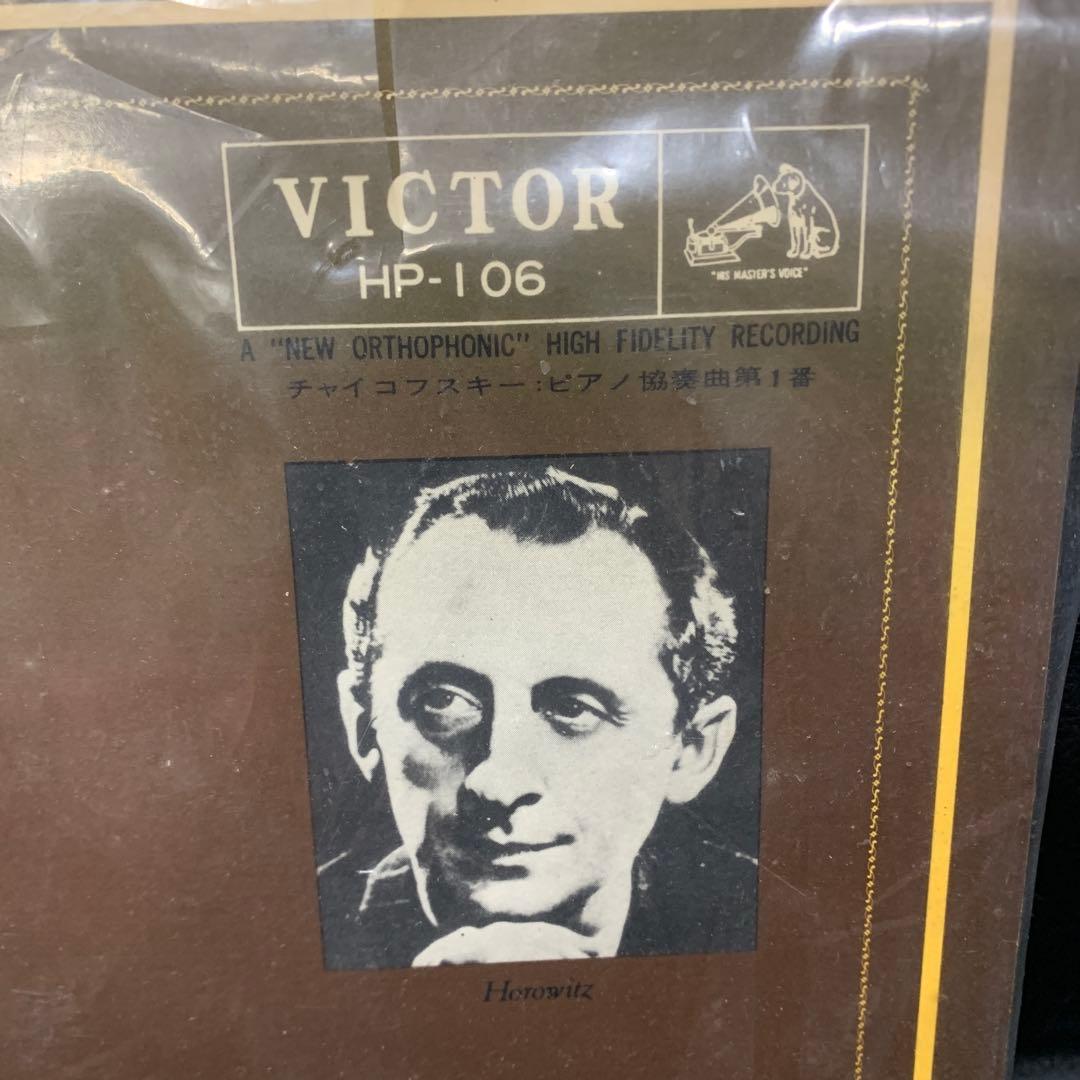 VICTOR
HP-106
"HIS MASTER'S VOICE"
A "NEW ORTHOPHONIC" HIGH FIDELITY RECORDING
チャイコフスキー:ピアノ協奏曲第1番
Horowitz